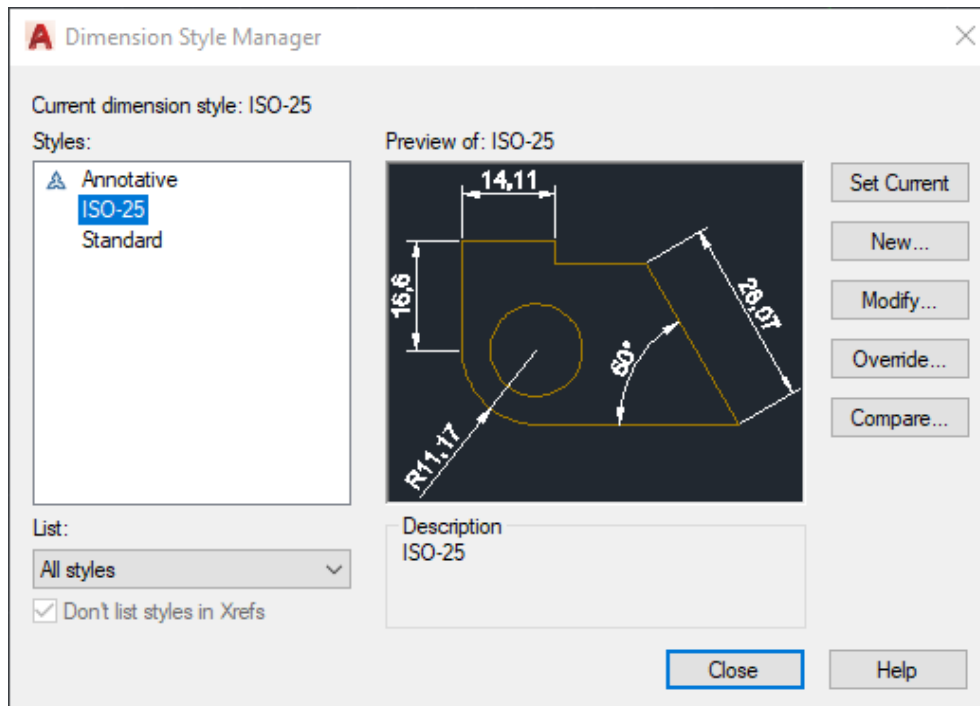 Dimension Style Manager
Current dimension style: ISO-25
Styles:
Annotative
ISO-25
Standard
Preview of: ISO-25
14,11
16,6
28,07
60°
R11,17
Set Current
New...
Modify...
Override...
Compare...
List:
All styles
Don't list styles in Xrefs
Description
ISO-25
Close
Help